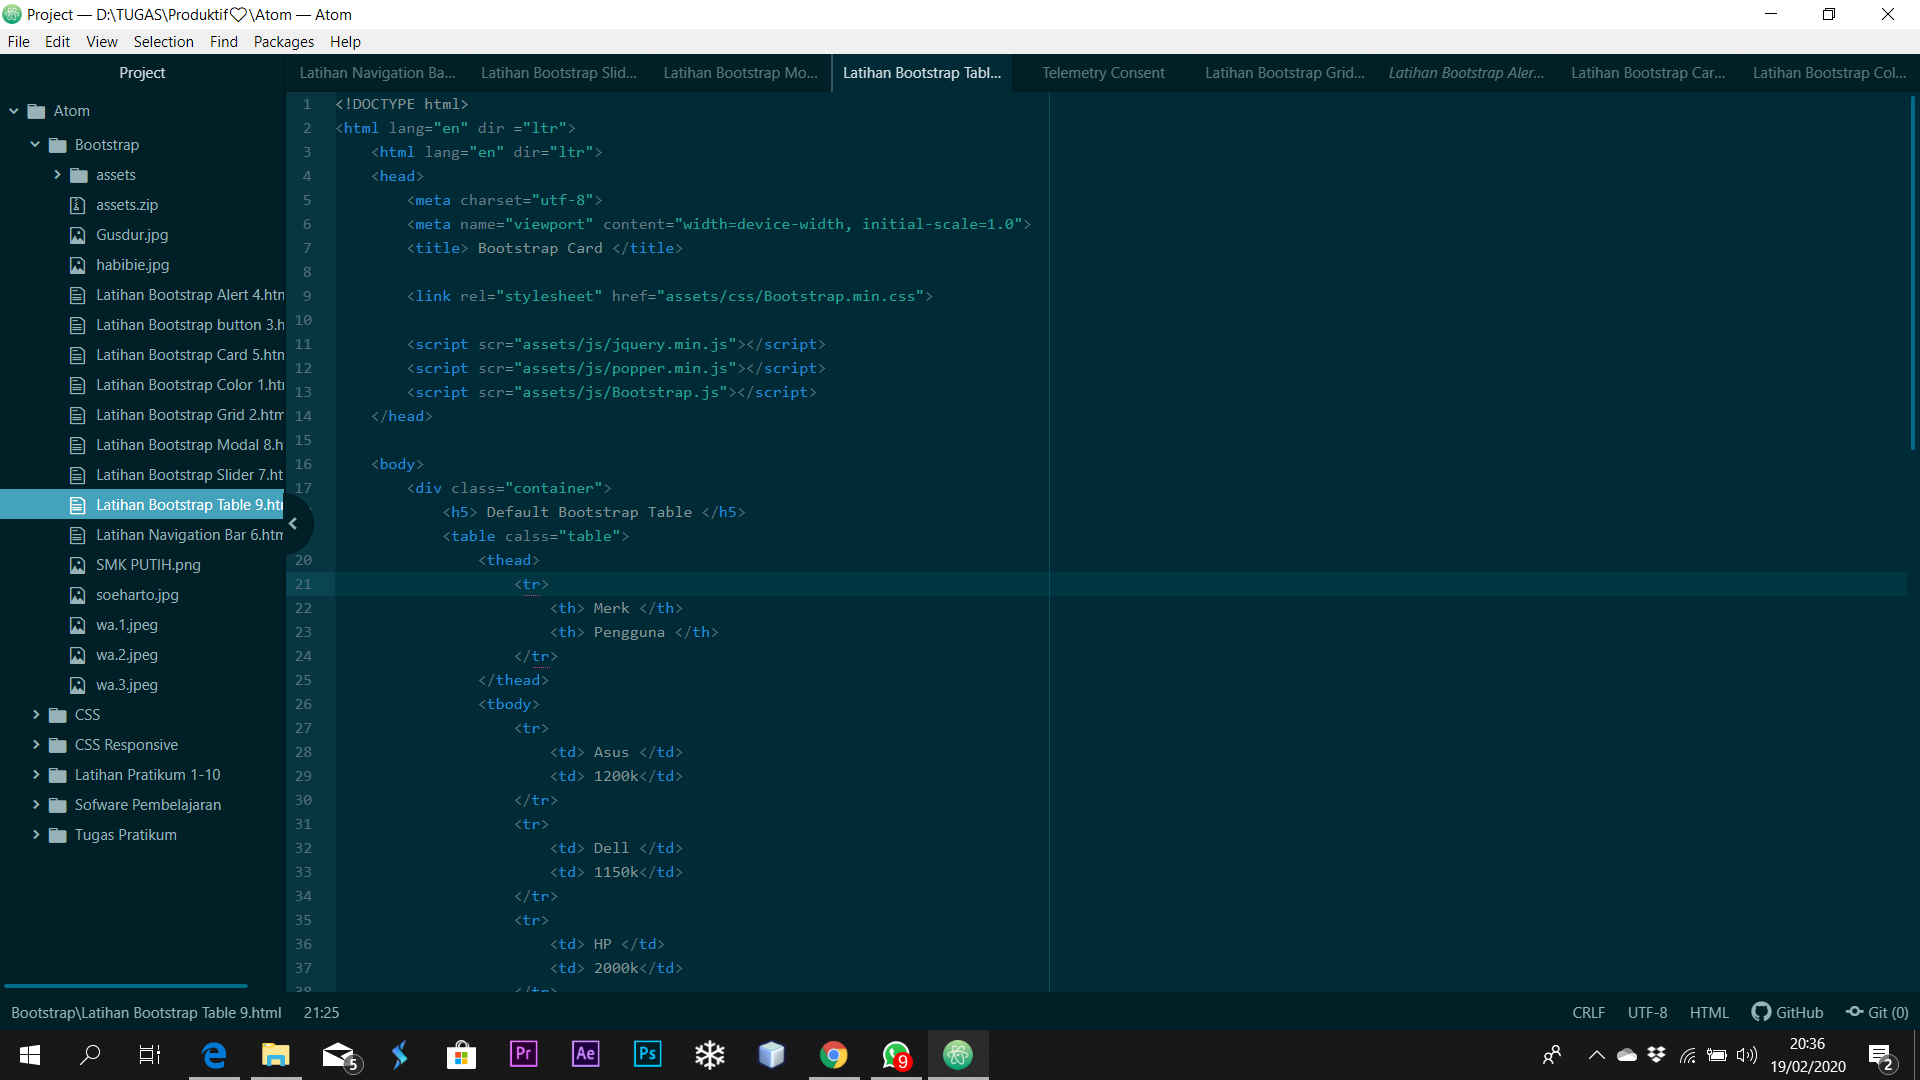 Project — D:\TUGAS\Produktif♡\Atom — Atom
File Edit View Selection Find Packages Help
Project
Latihan Navigation Ba... Latihan Bootstrap Slid... Latihan Bootstrap Mo... Latihan Bootstrap Tabl... Telemetry Consent Latihan Bootstrap Grid... Latihan Bootstrap Aler... Latihan Bootstrap Car... Latihan Bootstrap Col...
Atom
Bootstrap
assets
assets.zip
Gusdur.jpg
habibie.jpg
Latihan Bootstrap Alert 4.htm
Latihan Bootstrap button 3.h
Latihan Bootstrap Card 5.htm
Latihan Bootstrap Color 1.htm
Latihan Bootstrap Grid 2.htm
Latihan Bootstrap Modal 8.h
Latihan Bootstrap Slider 7.ht
Latihan Bootstrap Table 9.htm
Latihan Navigation Bar 6.htm
SMK PUTIH.png
soeharto.jpg
wa.1.jpeg
wa.2.jpeg
wa.3.jpeg
CSS
CSS Responsive
Latihan Pratikum 1-10
Sofware Pembelajaran
Tugas Pratikum
1 <!DOCTYPE html>
2 <html lang="en" dir ="ltr">
3 <html lang="en" dir="ltr">
4 <head>
5 <meta charset="utf-8">
6 <meta name="viewport" content="width=device-width, initial-scale=1.0">
7 <title> Bootstrap Card </title>
8
9 <link rel="stylesheet" href="assets/css/Bootstrap.min.css">
10
11 <script scr="assets/js/jquery.min.js"></script>
12 <script scr="assets/js/popper.min.js"></script>
13 <script scr="assets/js/Bootstrap.js"></script>
14 </head>
15
16 <body>
17 <div class="container">
<h5> Default Bootstrap Table </h5>
<table calss="table">
20 <thead>
21 <tr>
22 <th> Merk </th>
23 <th> Pengguna </th>
24 </tr>
25 </thead>
26 <tbody>
27 <tr>
28 <td> Asus </td>
29 <td> 1200k</td>
30 </tr>
31 <tr>
32 <td> Dell </td>
33 <td> 1150k</td>
34 </tr>
35 <tr>
36 <td> HP </td>
37 <td> 2000k</td>
38 </tr>
Bootstrap\Latihan Bootstrap Table 9.html 21:25
CRLF UTF-8 HTML GitHub Git (0)
5
Pr Ae Ps
9
20:36
19/02/2020
2